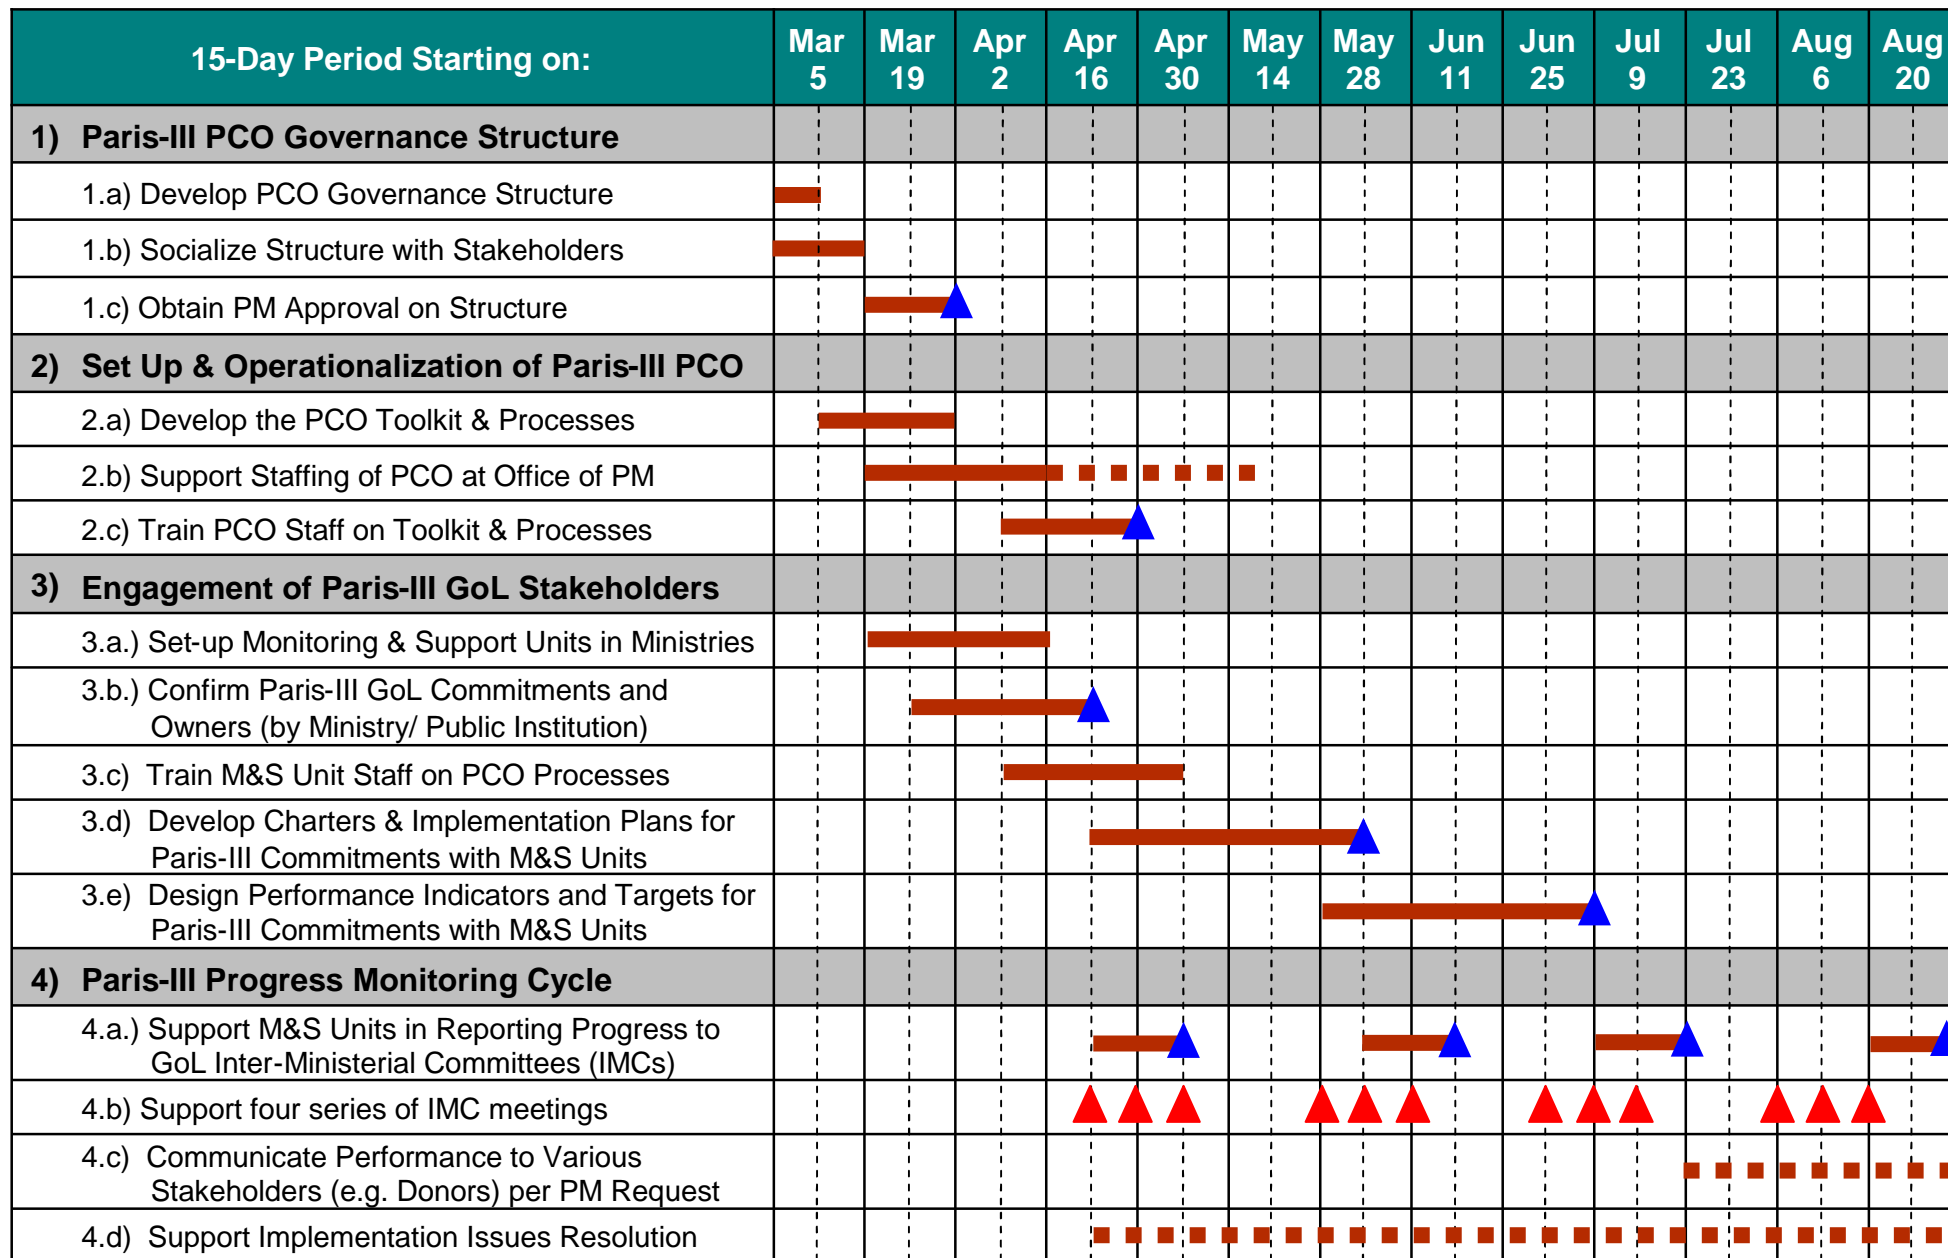 15-Day Period Starting on:
Mar 5
Mar 19
Apr 2
Apr 16
Apr 30
May 14
May 28
Jun 11
Jun 25
Jul 9
Jul 23
Aug 6
Aug 20
1) Paris-III PCO Governance Structure
1.a) Develop PCO Governance Structure
1.b) Socialize Structure with Stakeholders
1.c) Obtain PM Approval on Structure
2) Set Up & Operationalization of Paris-III PCO
2.a) Develop the PCO Toolkit & Processes
2.b) Support Staffing of PCO at Office of PM
2.c) Train PCO Staff on Toolkit & Processes
3) Engagement of Paris-III GoL Stakeholders
3.a.) Set-up Monitoring & Support Units in Ministries
3.b.) Confirm Paris-III GoL Commitments and
Owners (by Ministry/ Public Institution)
3.c) Train M&S Unit Staff on PCO Processes
3.d) Develop Charters & Implementation Plans for
Paris-III Commitments with M&S Units
3.e) Design Performance Indicators and Targets for
Paris-III Commitments with M&S Units
4) Paris-III Progress Monitoring Cycle
4.a.) Support M&S Units in Reporting Progress to
GoL Inter-Ministerial Committees (IMCs)
4.b) Support four series of IMC meetings
4.c) Communicate Performance to Various
Stakeholders (e.g. Donors) per PM Request
4.d) Support Implementation Issues Resolution